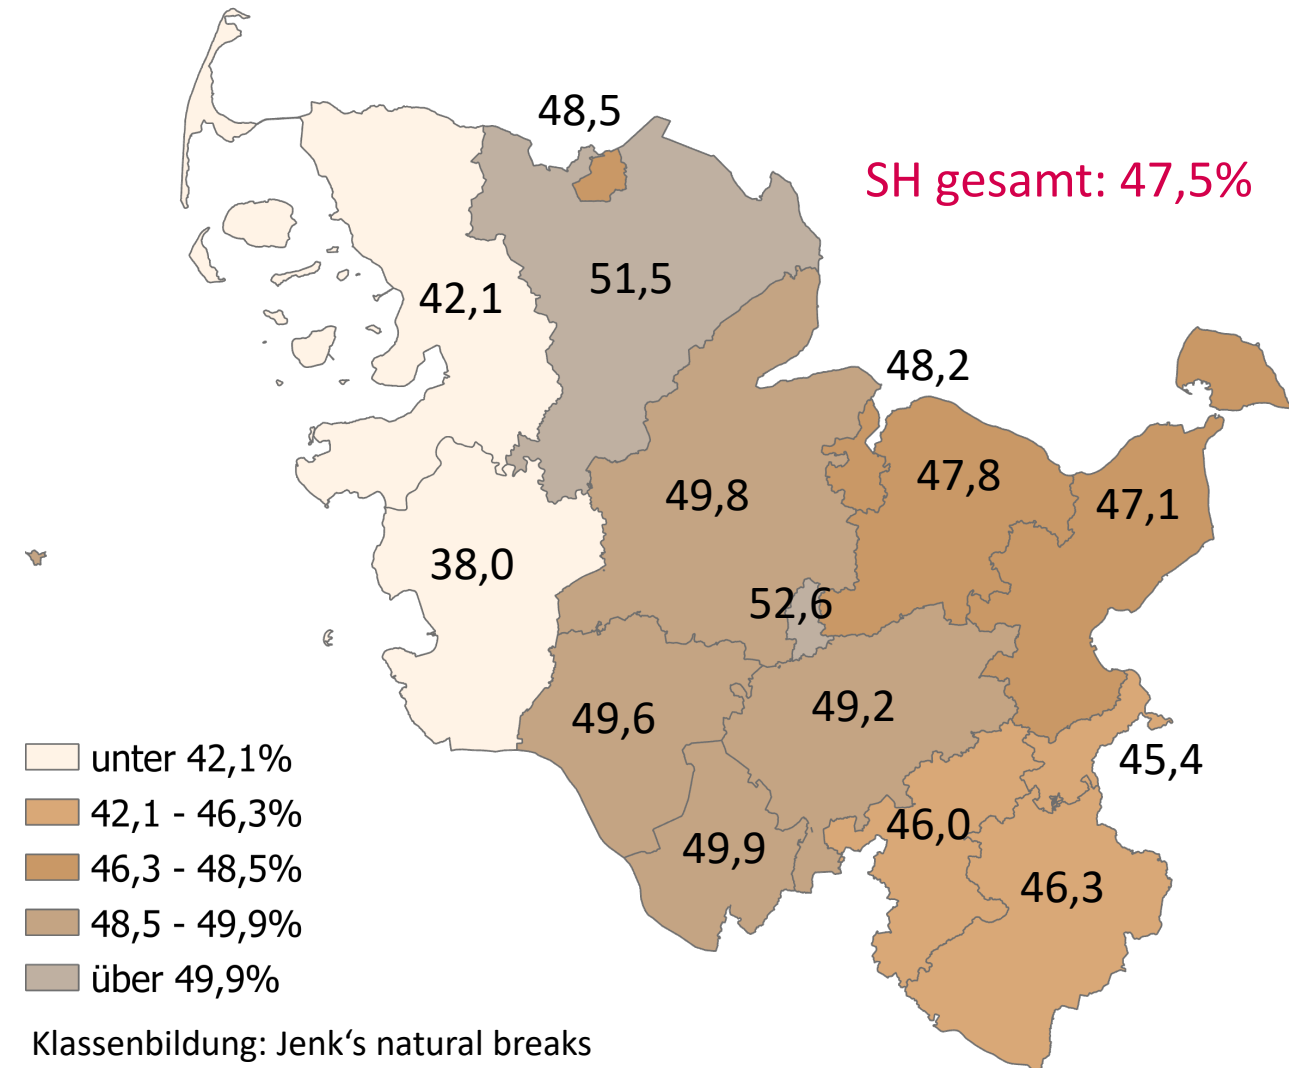 48,5
SH gesamt: 47,5%
51,5
42,1
48,2
47,8
49,8
47,1
38,0
52,6
49,6
49,2
45,4
46,0
49,9
46,3
unter 42,1%
42,1 - 46,3%
46,3 - 48,5%
48,5 - 49,9%
über 49,9%
Klassenbildung: Jenk‘s natural breaks